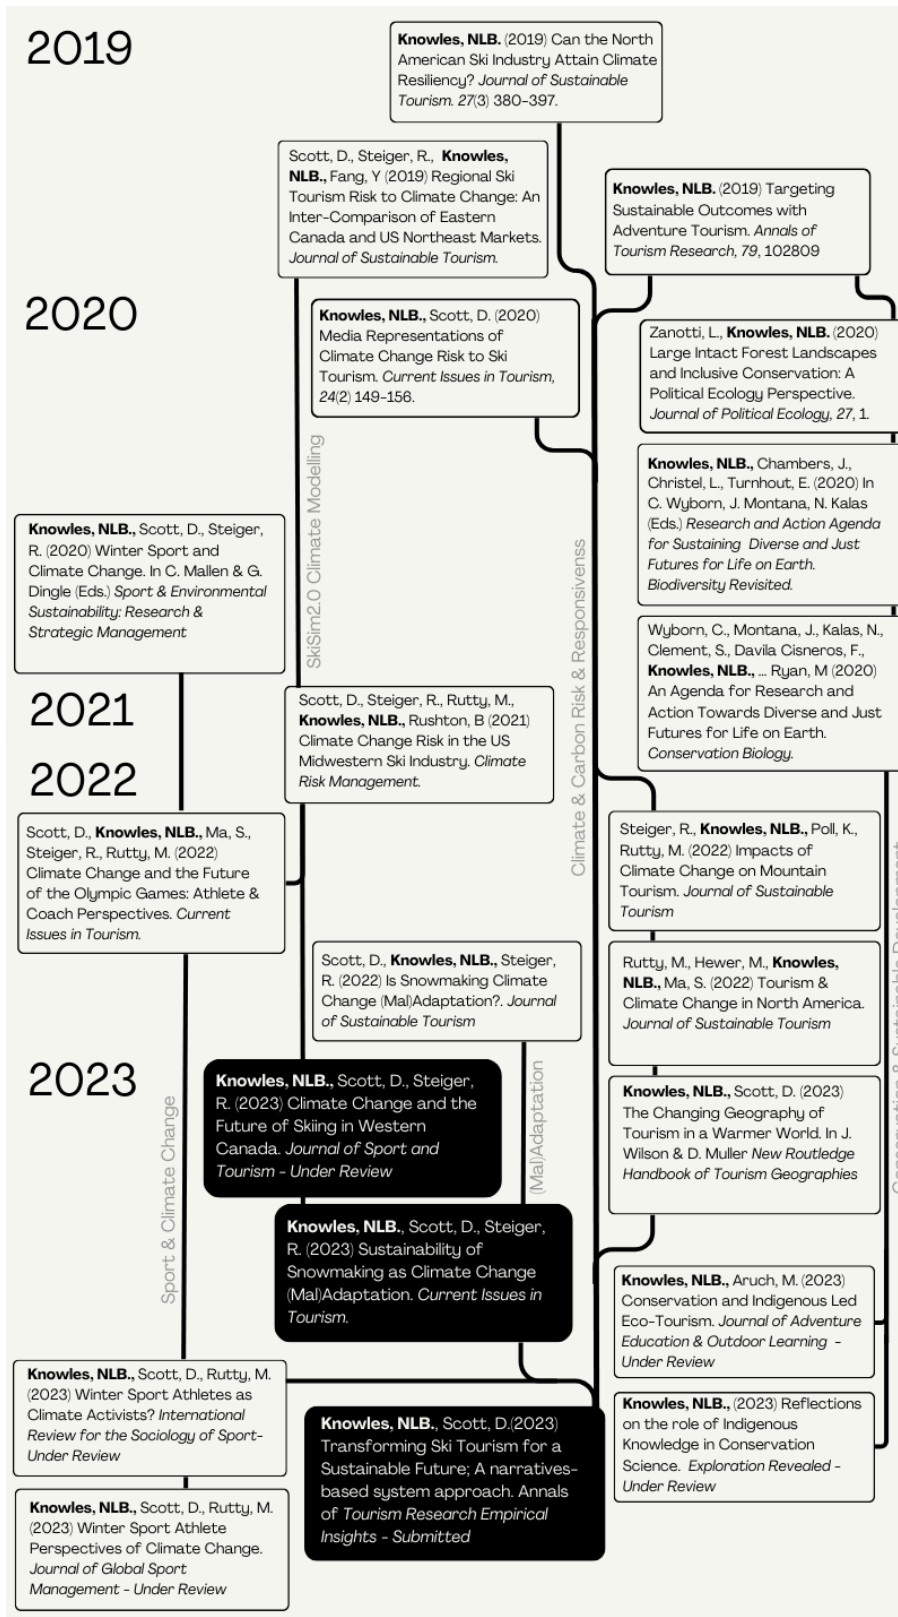 2019
Knowles, NLB. (2019) Can the North
American Ski Industry Attain Climate
Resiliency? Journal of Sustainable
Tourism. 27(3) 380-397.
Scott, D., Steiger, R., Knowles,
NLB., Fang, Y (2019) Regional Ski
Tourism Risk to Climate Change: An
Inter-Comparison of Eastern
Canada and US Northeast Markets.
Journal of Sustainable Tourism.
Knowles, NLB. (2019) Targeting
Sustainable Outcomes with
Adventure Tourism. Annals of
Tourism Research, 79, 102809
2020
Knowles, NLB., Scott, D. (2020)
Media Representations of
Climate Change Risk to Ski
Tourism. Current Issues in Tourism,
24(2) 149-156.
Zanotti, L., Knowles, NLB. (2020)
Large Intact Forest Landscapes
and Inclusive Conservation: A
Political Ecology Perspective.
Journal of Political Ecology, 27, 1.
SkiSim2.0 Climate Modelling
Knowles, NLB., Chambers, J.,
Christel, L., Turnhout, E. (2020) In
C. Wyborn, J. Montana, N. Kalas
(Eds.) Research and Action Agenda
for Sustaining Diverse and Just
Futures for Life on Earth.
Biodiversity Revisited.
Knowles, NLB., Scott, D., Steiger,
R. (2020) Winter Sport and
Climate Change. In C. Mallen & G.
Dingle (Eds.) Sport & Environmental
Sustainability: Research &
Strategic Management
Climate & Carbon Risk & Responsivenss
Wyborn, C., Montana, J., Kalas, N.,
Clement, S., Davila Cisneros, F.,
Knowles, NLB., ... Ryan, M (2020)
An Agenda for Research and
Action Towards Diverse and Just
Futures for Life on Earth.
Conservation Biology.
2021
Scott, D., Steiger, R., Rutty, M.,
Knowles, NLB., Rushton, B (2021)
Climate Change Risk in the US
Midwestern Ski Industry. Climate
Risk Management.
2022
Scott, D., Knowles, NLB., Ma, S.,
Steiger, R., Rutty, M. (2022)
Climate Change and the Future
of the Olympic Games: Athlete &
Coach Perspectives. Current
Issues in Tourism.
Steiger, R., Knowles, NLB., Poll, K.,
Rutty, M. (2022) Impacts of
Climate Change on Mountain
Tourism. Journal of Sustainable
Tourism
Scott, D., Knowles, NLB., Steiger,
R. (2022) Is Snowmaking Climate
Change (Mal)Adaptation?. Journal
of Sustainable Tourism
Rutty, M., Hewer, M., Knowles,
NLB., Ma, S. (2022) Tourism &
Climate Change in North America.
Journal of Sustainable Tourism
2023
Knowles, NLB., Scott, D., Steiger,
R. (2023) Climate Change and the
Future of Skiing in Western
Canada. Journal of Sport and
Tourism - Under Review
(Mal)Adaptation
Knowles, NLB., Scott, D. (2023)
The Changing Geography of
Tourism in a Warmer World. In J.
Wilson & D. Muller New Routledge
Handbook of Tourism Geographies
Sport & Climate Change
Knowles, NLB., Scott, D., Steiger,
R. (2023) Sustainability of
Snowmaking as Climate Change
(Mal)Adaptation. Current Issues in
Tourism.
Knowles, NLB., Aruch, M. (2023)
Conservation and Indigenous Led
Eco-Tourism. Journal of Adventure
Education & Outdoor Learning -
Under Review
Knowles, NLB., Scott, D., Rutty, M.
(2023) Winter Sport Athletes as
Climate Activists? International
Review for the Sociology of Sport-
Under Review
Knowles, NLB., Scott, D.(2023)
Transforming Ski Tourism for a
Sustainable Future; A narratives-
based system approach. Annals
of Tourism Research Empirical
Insights - Submitted
Knowles, NLB., (2023) Reflections
on the role of Indigenous
Knowledge in Conservation
Science. Exploration Revealed -
Under Review
Knowles, NLB., Scott, D., Rutty, M.
(2023) Winter Sport Athlete
Perspectives of Climate Change.
Journal of Global Sport
Management - Under Review